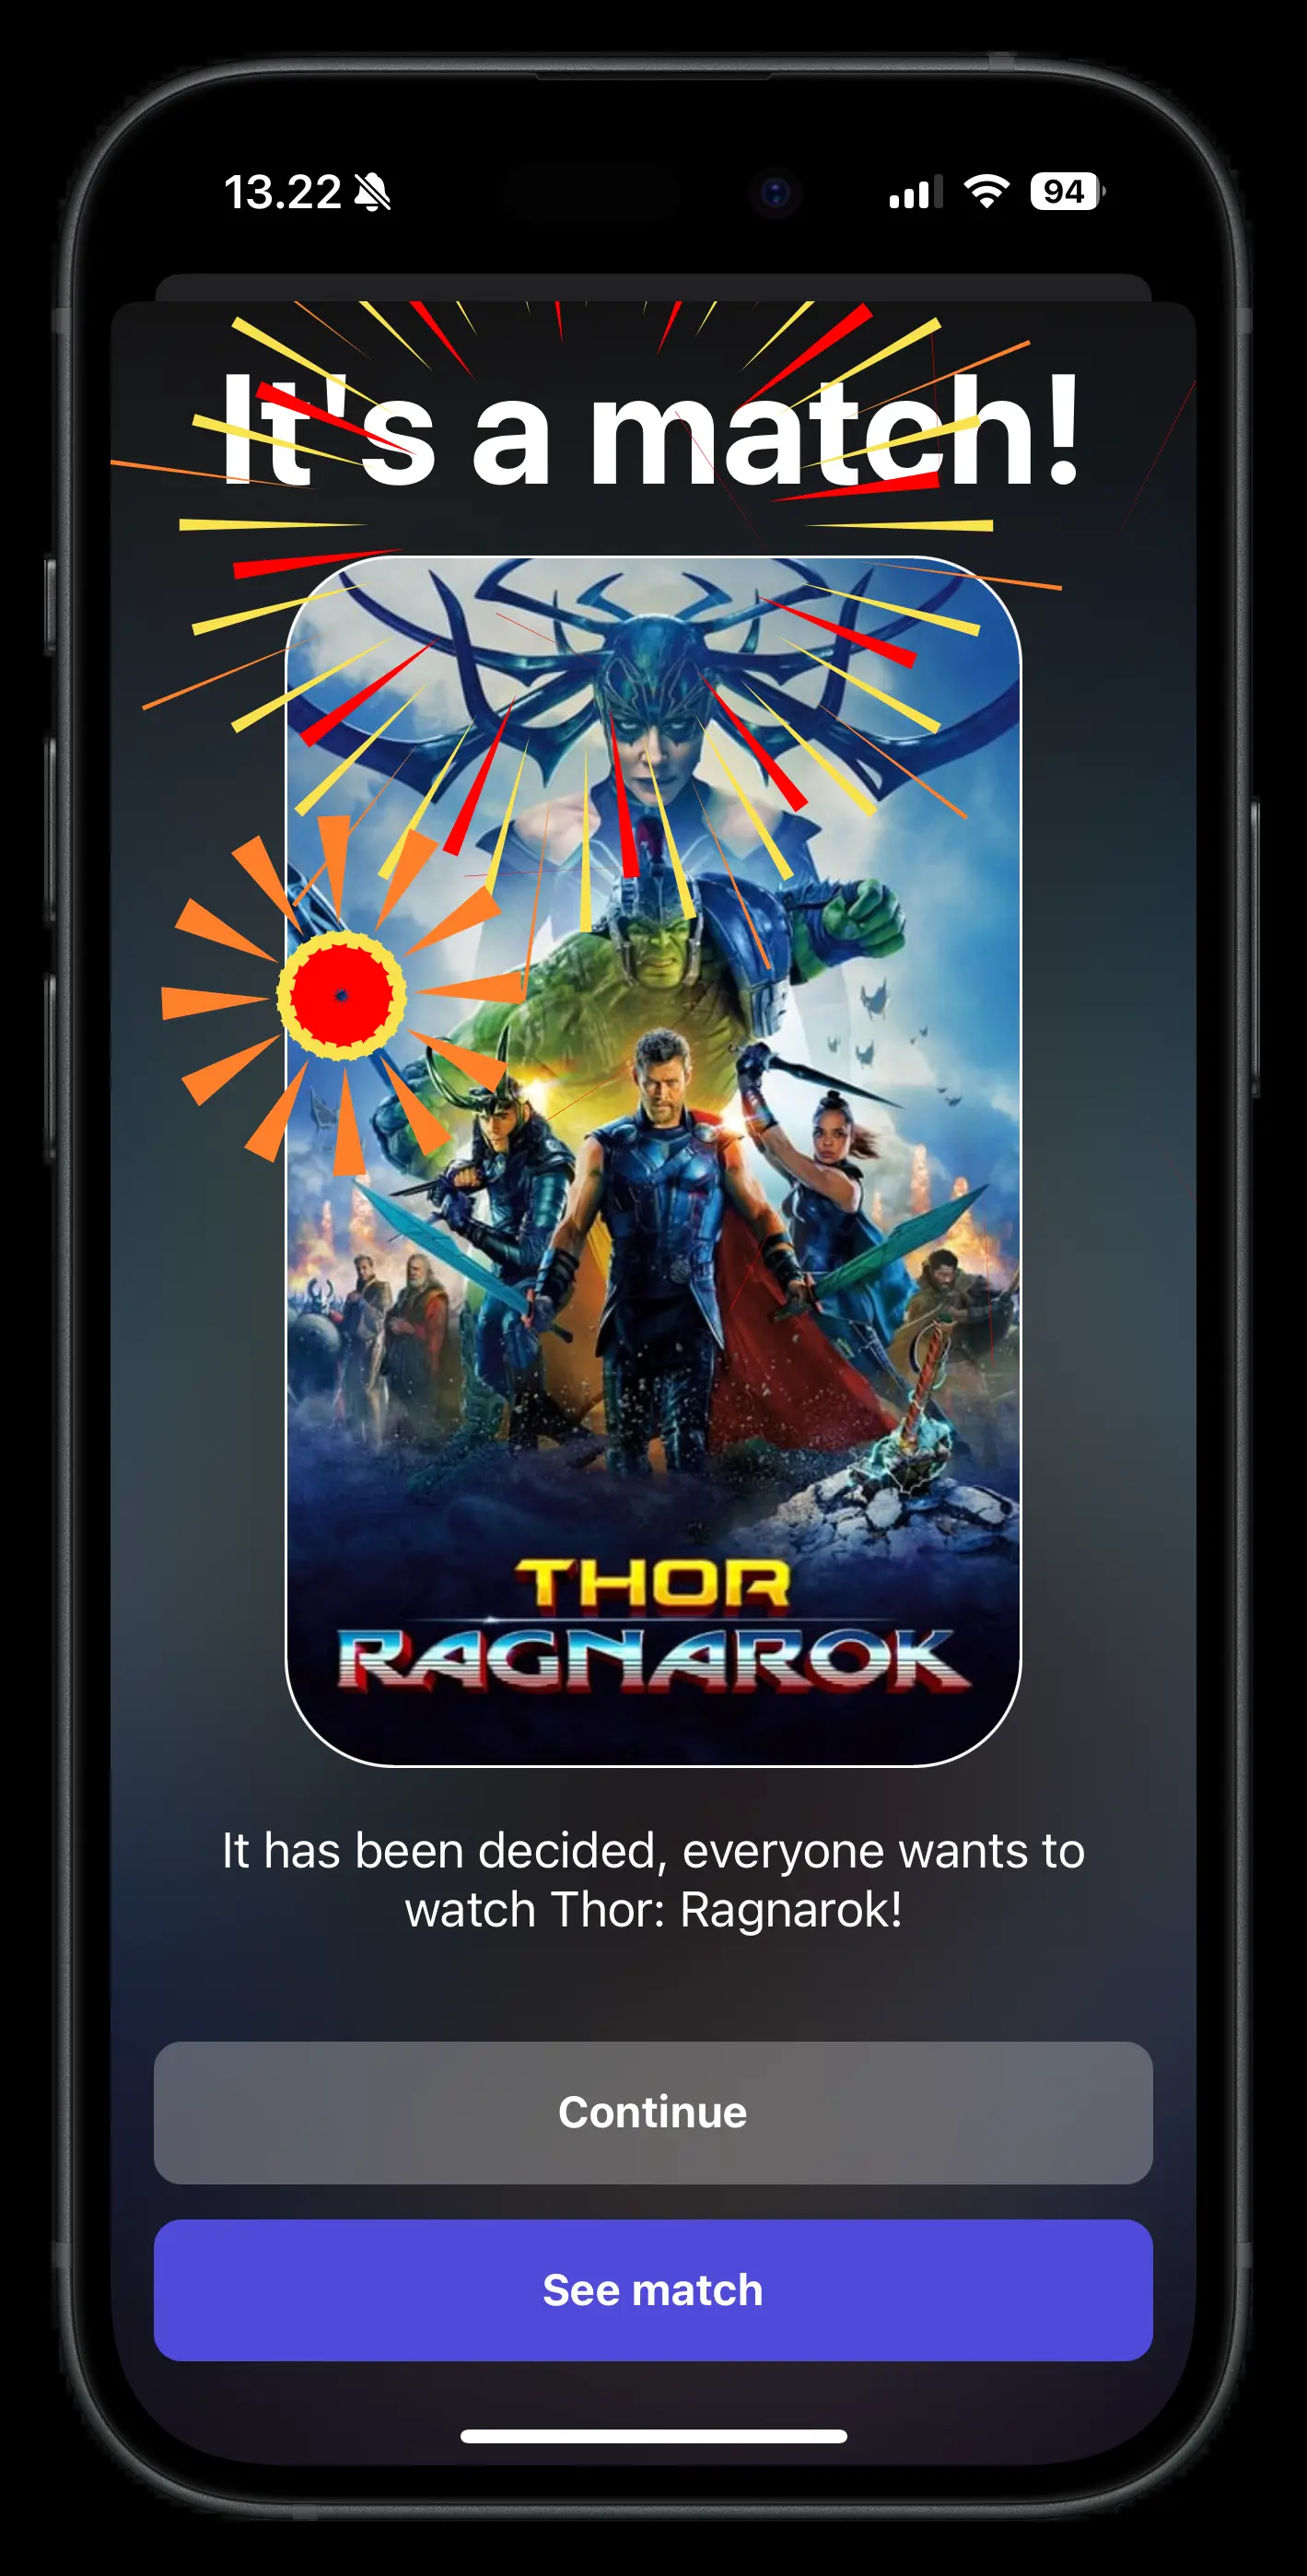 13.22
94
It's a match!
THOR
RAGNAROK
It has been decided, everyone wants to
watch Thor: Ragnarok!
Continue
See match